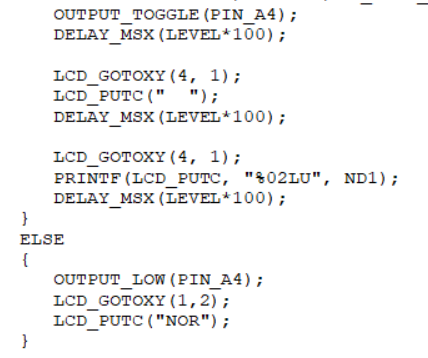 OUTPUT_TOGGLE(PIN_A4);
DELAY_MSX(LEVEL*100);
LCD_GOTOXY(4, 1);
LCD_PUTC("  ");
DELAY_MSX(LEVEL*100);
LCD_GOTOXY(4, 1);
PRINTF(LCD_PUTC, "%02LU", ND1);
DELAY_MSX(LEVEL*100);
}
ELSE
{
OUTPUT_LOW(PIN_A4);
LCD_GOTOXY(1,2);
LCD_PUTC("NOR");
}